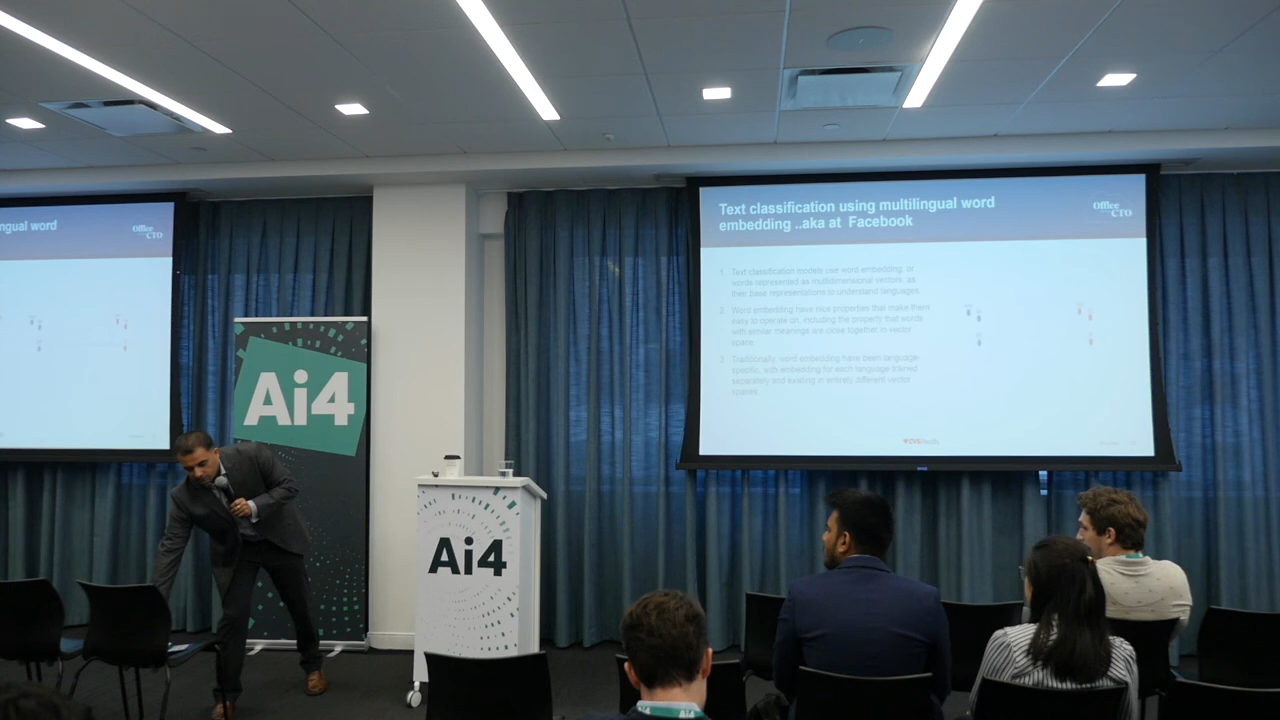 ngual word
Office
CTO
Ai4
Ai4
Text classification using multilingual word
embedding ..aka at Facebook
Office
CTO
1. Text classification models use word embedding, or
words represented as multidimensional vectors, as
their base representations to understand languages.
2. Word embedding have nice properties that make them
easy to operate on, including the property that words
with similar meanings are close together in vector
space.
3. Traditionally, word embedding have been language-
specific, with embedding for each language trained
separately and existing in entirely different vector
spaces.
CVSHealth
Ai4